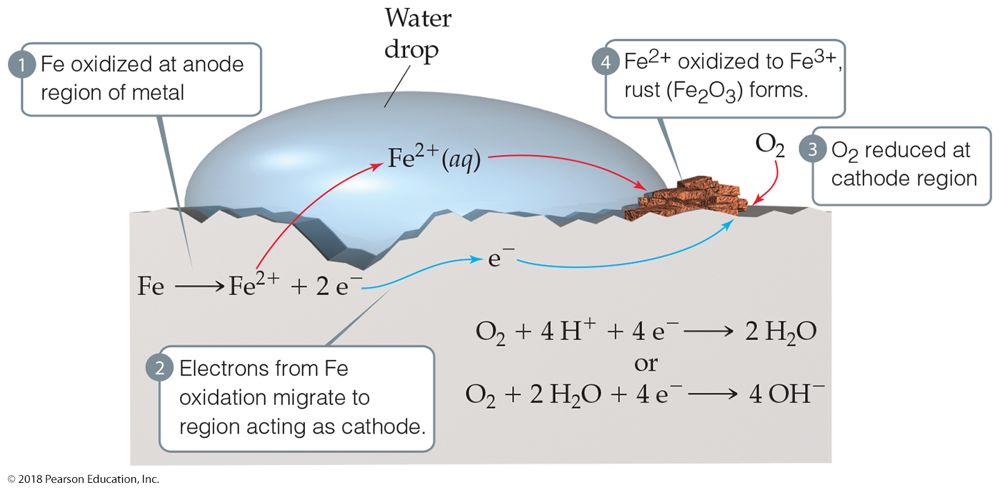 Water
drop
1 Fe oxidized at anode
region of metal
4 Fe²⁺ oxidized to Fe³⁺,
rust (Fe₂O₃) forms.
O₂
3 O₂ reduced at
cathode region
Fe²⁺(aq)
e⁻
Fe ⟶ Fe²⁺ + 2 e⁻
O₂ + 4 H⁺ + 4 e⁻ ⟶ 2 H₂O
or
O₂ + 2 H₂O + 4 e⁻ ⟶ 4 OH⁻
2 Electrons from Fe
oxidation migrate to
region acting as cathode.
© 2018 Pearson Education, Inc.